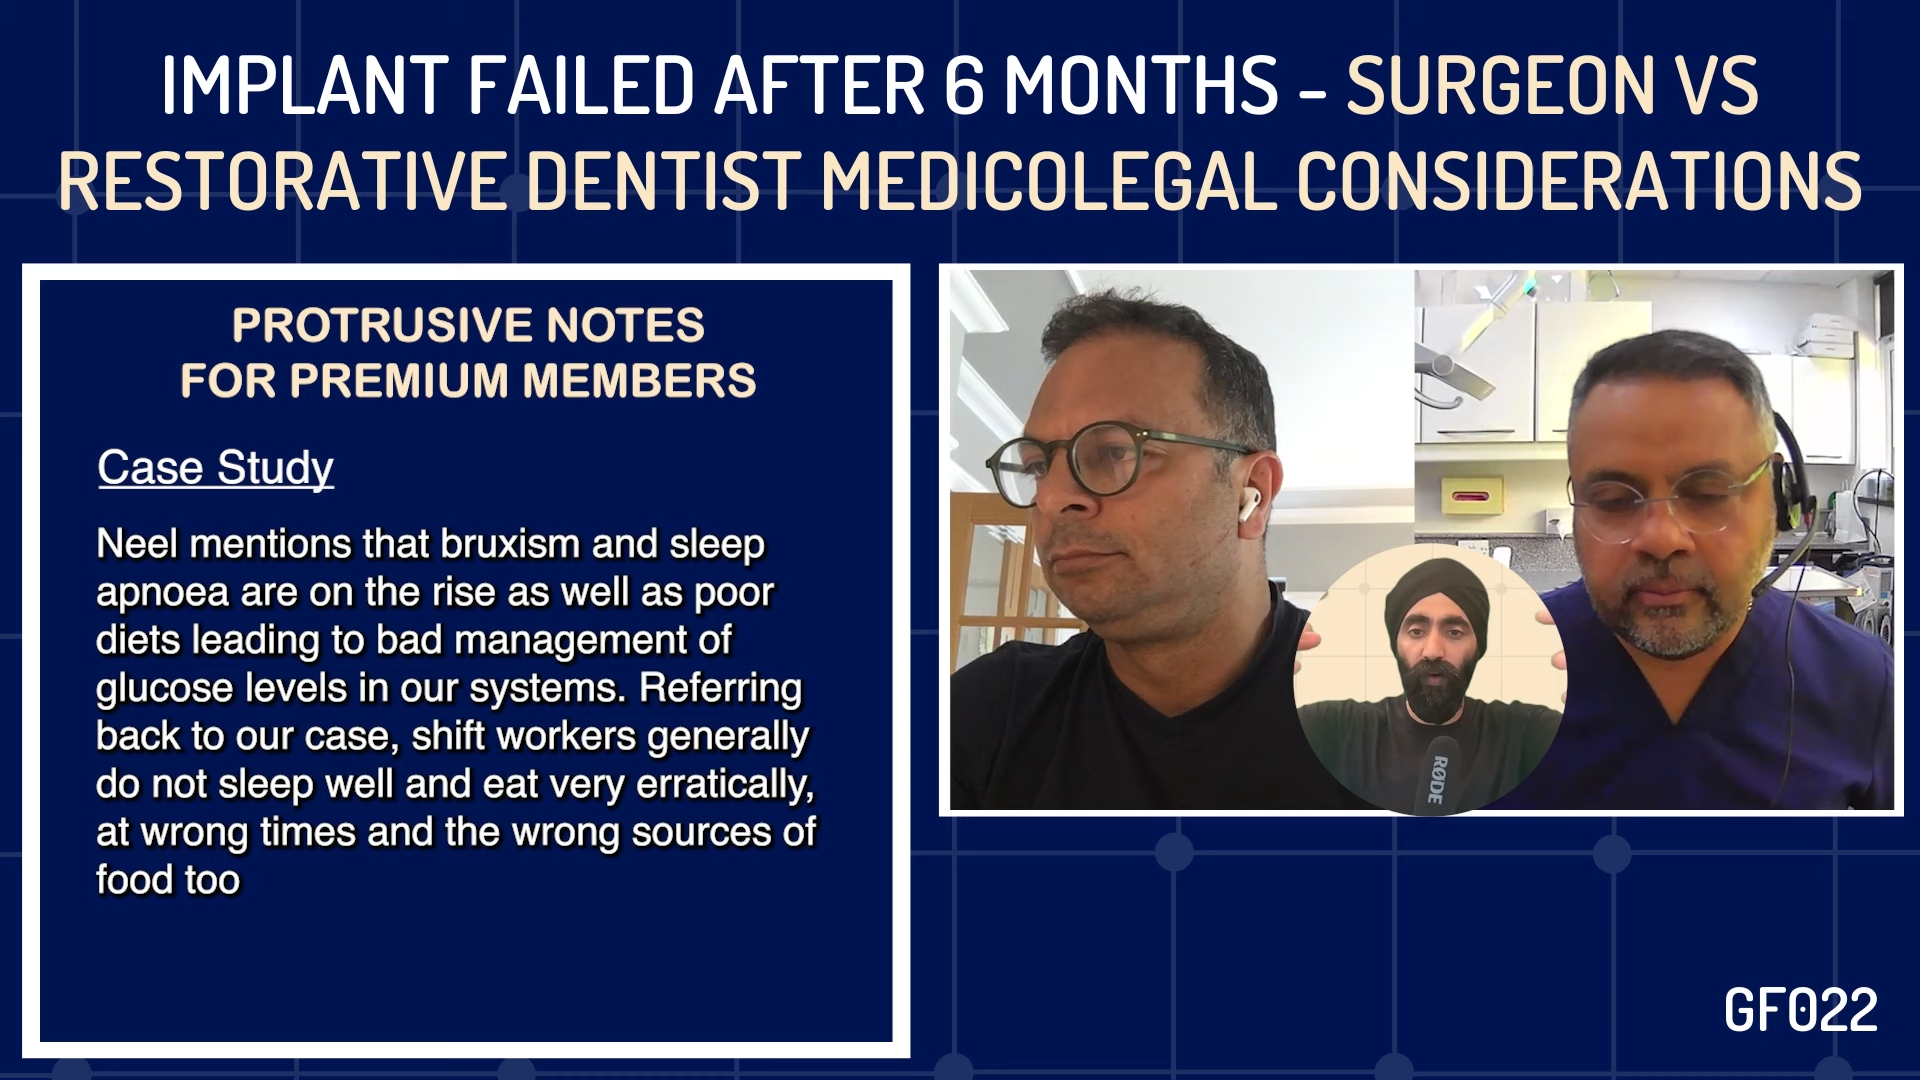 IMPLANT FAILED AFTER 6 MONTHS – SURGEON VS
RESTORATIVE DENTIST MEDICOLEGAL CONSIDERATIONS
PROTRUSIVE NOTES
FOR PREMIUM MEMBERS
Case Study
Neel mentions that bruxism and sleep
apnoea are on the rise as well as poor
diets leading to bad management of
glucose levels in our systems. Referring
back to our case, shift workers generally
do not sleep well and eat very erratically,
at wrong times and the wrong sources of
food too
RØDE
GF022